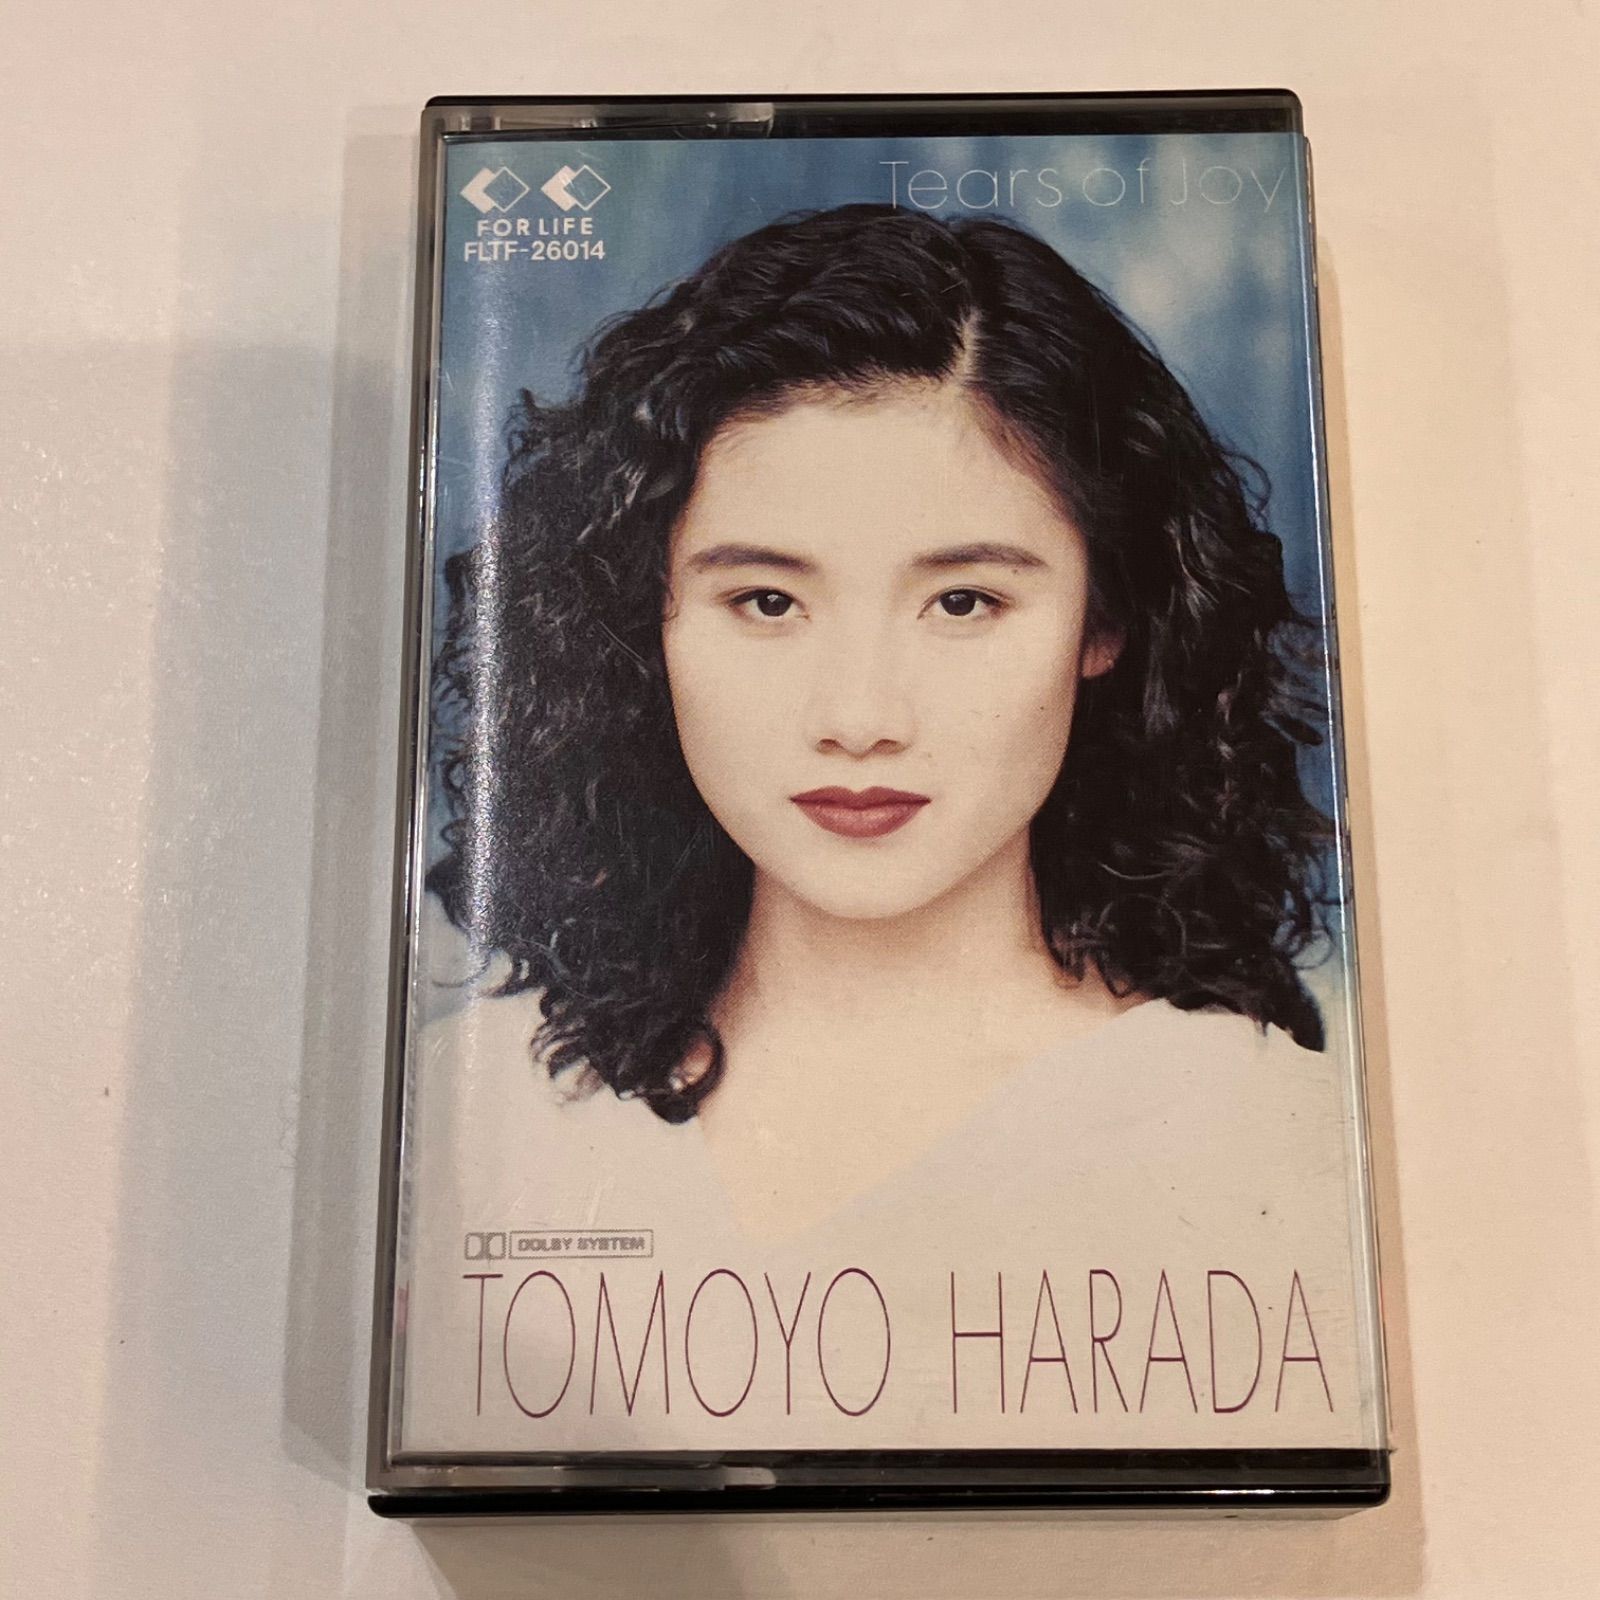 Tears of Joy
FOR LIFE
FLTF-26014
DOLBY SYSTEM
TOMOYO HARADA